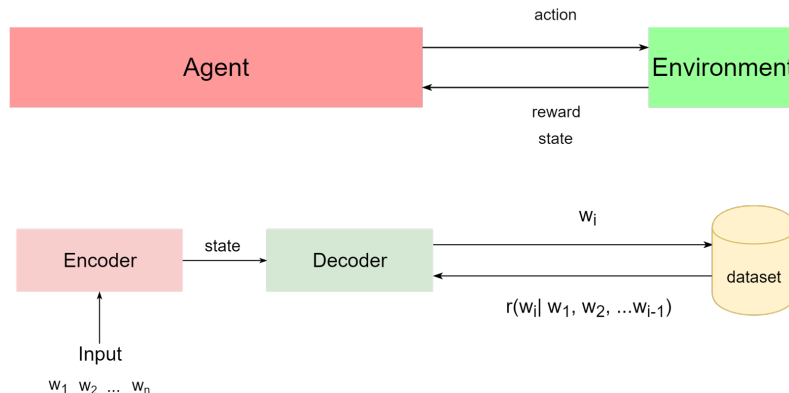 action
Agent
Environment
reward
state
wᵢ
state
Encoder
Decoder
dataset
r(wᵢ| w₁, w₂, ...wᵢ₋₁)
Input
w₁ w₂ ... wₙ